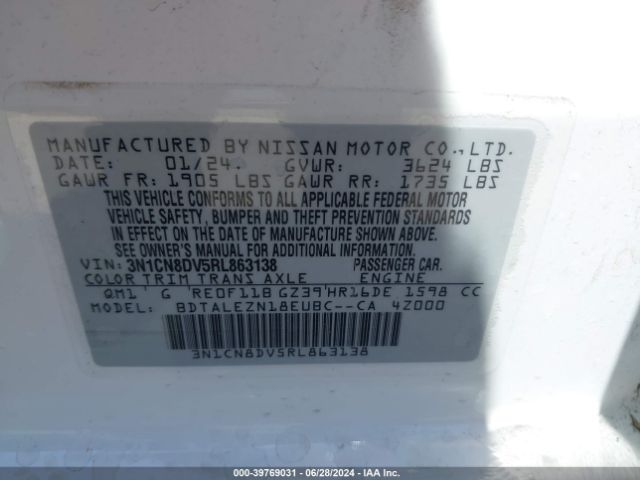 MANUFACTURED BY NISSAN MOTOR CO., LTD.
DATE: 01/24 GVWR: 3624 LBS
GAWR FR: 1905 LBS GAWR RR: 1735 LBS
THIS VEHICLE CONFORMS TO ALL APPLICABLE FEDERAL MOTOR
VEHICLE SAFETY, BUMPER AND THEFT PREVENTION STANDARDS
IN EFFECT ON THE DATE OF MANUFACTURE SHOWN ABOVE.
SEE OWNER'S MANUAL FOR ADDITIONAL INFORMATION.
VIN: 3N1CN8DV5RL863138 PASSENGER CAR.
COLOR TRIM TRANS AXLE ENGINE
QM1 G RE0F11B GZ39 HR16DE 1598 CC
BDTALEZN18EUBC--CA 4Z000
3N1CN8DV5RL863138
000-39769031 - 06/28/2024 - IAA Inc.